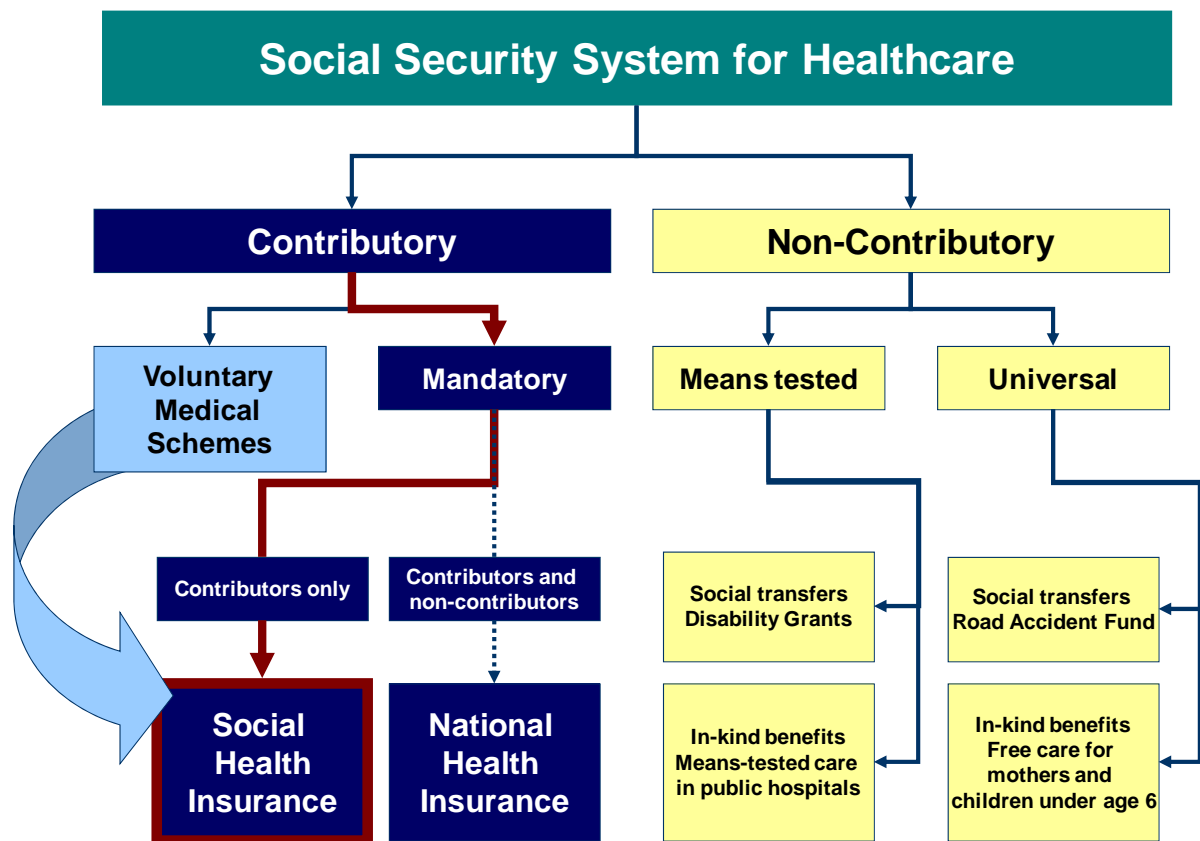 Social Security System for Healthcare
Contributory
Non-Contributory
Voluntary
Medical
Schemes
Mandatory
Means tested
Universal
Contributors only
Contributors and
non-contributors
Social transfers
Disability Grants
Social transfers
Road Accident Fund
Social
Health
Insurance
National
Health
Insurance
In-kind benefits
Means-tested care
in public hospitals
In-kind benefits
Free care for
mothers and
children under age 6